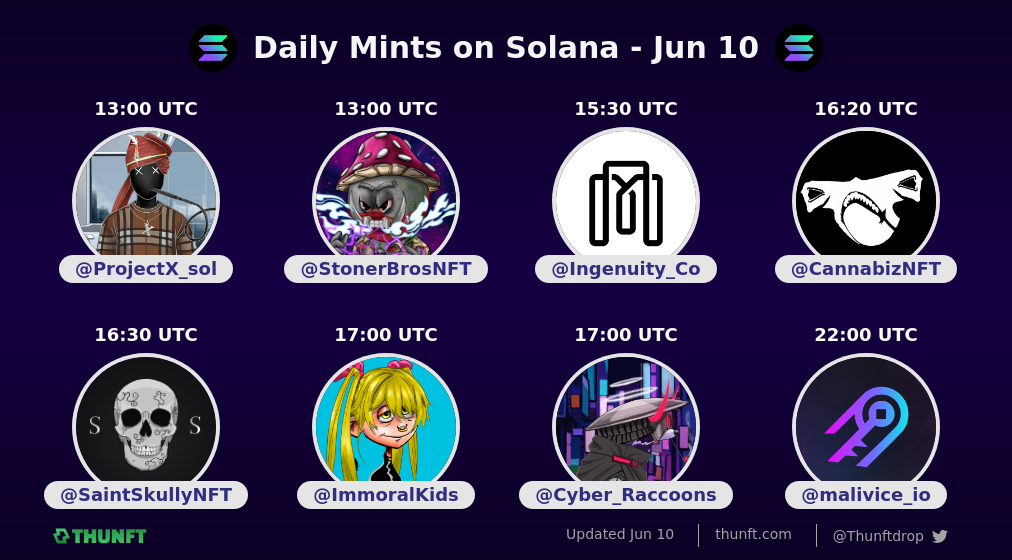 Daily Mints on Solana - Jun 10
13:00 UTC
@ProjectX_sol
13:00 UTC
@StonerBrosNFT
15:30 UTC
@Ingenuity_Co
16:20 UTC
@CannabizNFT
16:30 UTC
S S
@SaintSkullyNFT
17:00 UTC
@ImmoralKids
17:00 UTC
@Cyber_Raccoons
22:00 UTC
@malivice_io
THUNFT
Updated Jun 10
thunft.com
@Thunftdrop